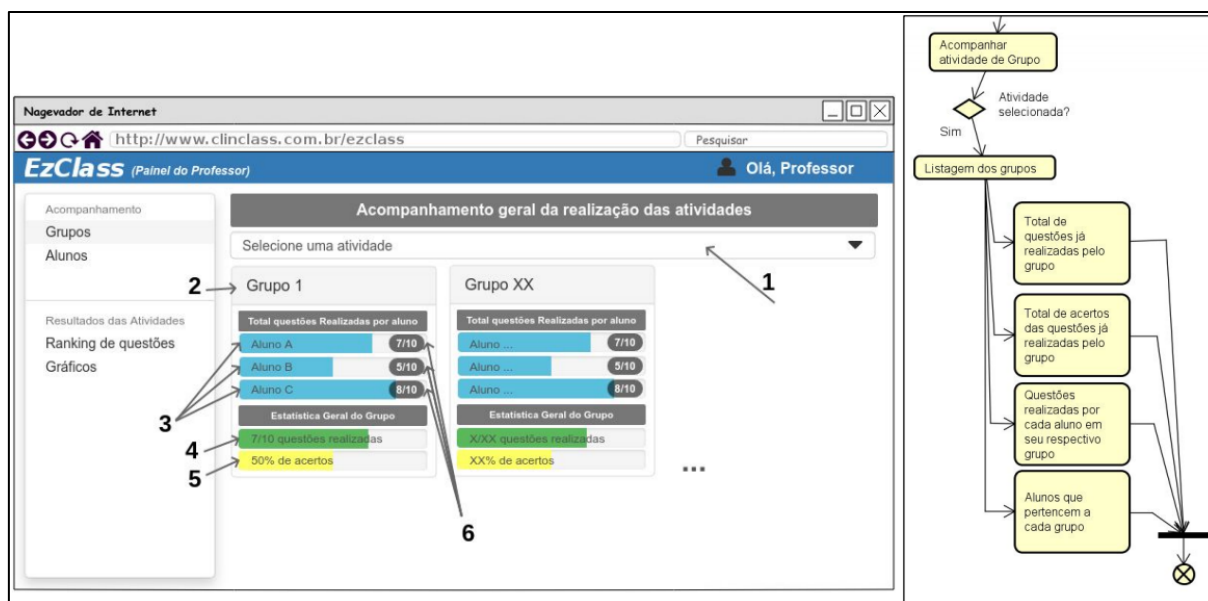 Nagevador de Internet
http://www.clinclass.com.br/ezclass
Pesquisar
EzClass (Painel do Professor)
Olá, Professor
Acompanhamento
Grupos
Alunos
Resultados das Atividades
Ranking de questões
Gráficos
Acompanhamento geral da realização das atividades
Selecione uma atividade
1
2
Grupo 1
Total questões Realizadas por aluno
Aluno A 7/10
Aluno B 5/10
Aluno C 8/10
3
Estatística Geral do Grupo
4
7/10 questões realizadas
5
50% de acertos
6
Grupo XX
Total questões Realizadas por aluno
Aluno ... 7/10
Aluno ... 5/10
Aluno ... 8/10
Estatística Geral do Grupo
X/XX questões realizadas
XX% de acertos
...
Acompanhar
atividade de Grupo
Atividade
selecionada?
Sim
Listagem dos grupos
Total de
questões já
realizadas pelo
grupo
Total de acertos
das questões já
realizadas pelo
grupo
Questões
realizadas por
cada aluno em
seu respectivo
grupo
Alunos que
pertencem a
cada grupo